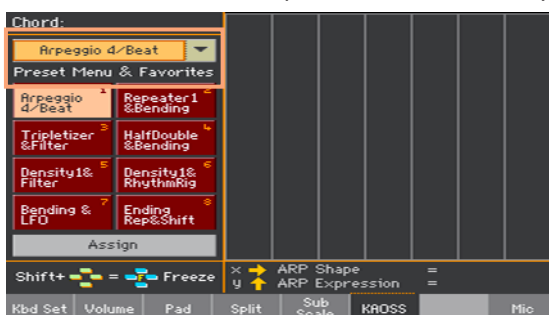 Chord:
Arpeggio 4/Beat
Preset Menu & Favorites
Arpeggio 4/Beat 1
Repeater1 &Bending 2
Tripletizer &Filter 3
HalfDouble &Bending 4
Density1& Filter 5
Density1& RhythmRig 6
Bending & LFO 7
Ending Rep&Shift 8
Assign
Shift+ = F Freeze
x ARP Shape =
y ARP Expression =
Kbd Set Volume Pad Split Sub Scale KAOSS Mic